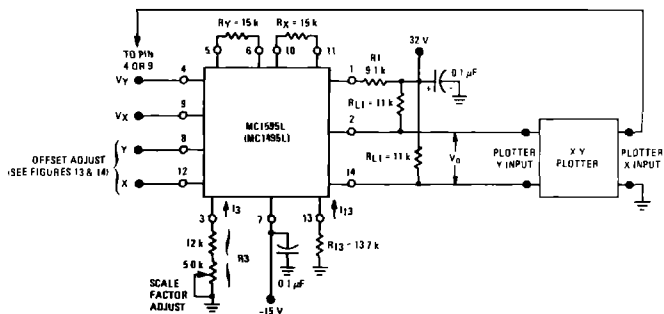 RY = 15 k
RX = 15 k
TO PIN
4 OR 9
5
6
10
11
32 V
VY
4
1
R1
9.1 k
0.1 µF
+
-
RL1 = 11 k
VX
9
2
MC1595L
(MC1495L)
Y
8
OFFSET ADJUST
(SEE FIGURES 13 & 14)
X
12
RL1 = 11 k
VO
14
PLOTTER
Y INPUT
X Y
PLOTTER
PLOTTER
X INPUT
3
I3
7
13
I13
12 k
R3
5.0 k
SCALE
FACTOR
ADJUST
0.1 µF
R13 = 13.7 k
-15 V